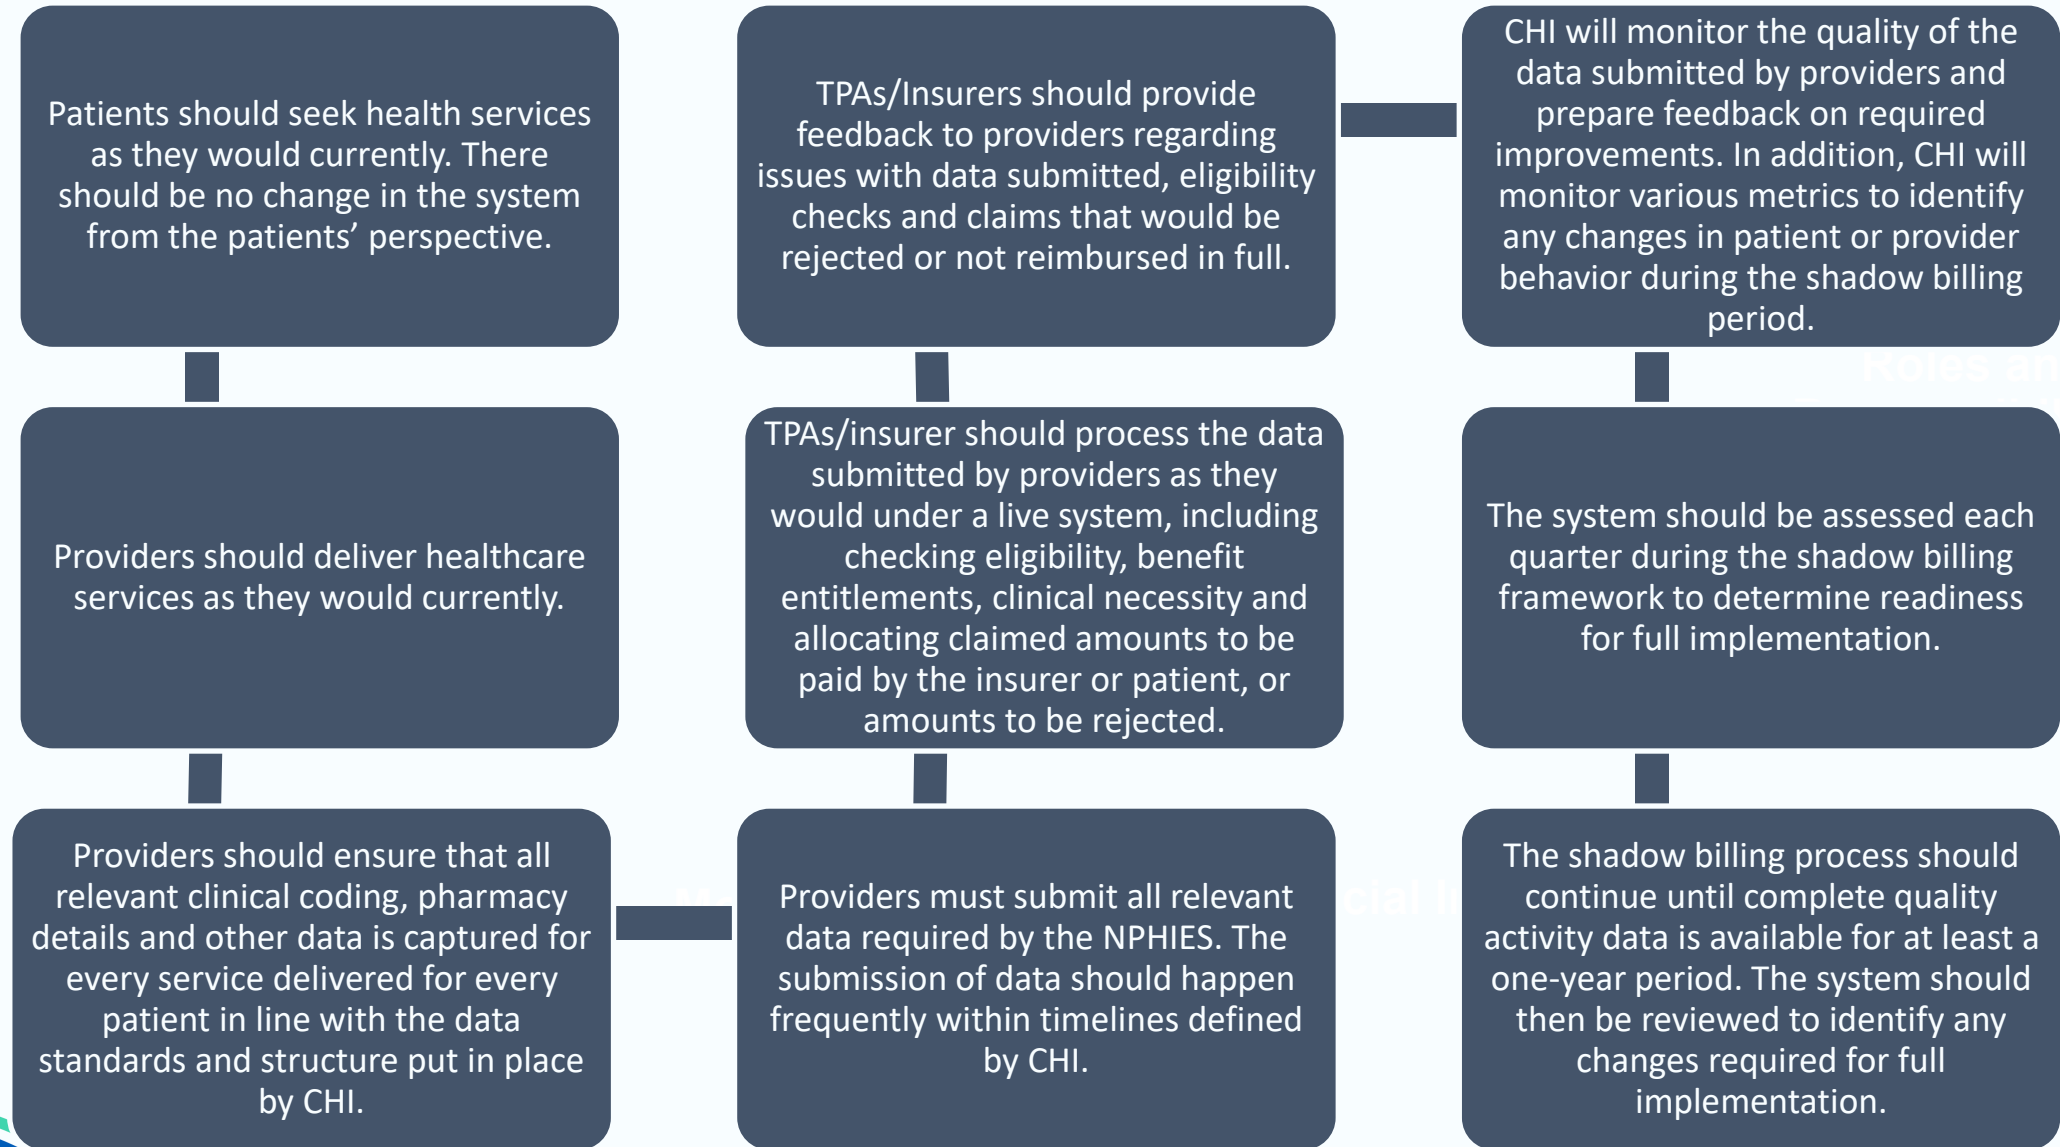 Patients should seek health services
as they would currently. There
should be no change in the system
from the patients’ perspective.
Providers should deliver healthcare
services as they would currently.
Providers should ensure that all
relevant clinical coding, pharmacy
details and other data is captured for
every service delivered for every
patient in line with the data
standards and structure put in place
by CHI.
Providers must submit all relevant
data required by the NPHIES. The
submission of data should happen
frequently within timelines defined
by CHI.
TPAs/insurer should process the data
submitted by providers as they
would under a live system, including
checking eligibility, benefit
entitlements, clinical necessity and
allocating claimed amounts to be
paid by the insurer or patient, or
amounts to be rejected.
TPAs/Insurers should provide
feedback to providers regarding
issues with data submitted, eligibility
checks and claims that would be
rejected or not reimbursed in full.
CHI will monitor the quality of the
data submitted by providers and
prepare feedback on required
improvements. In addition, CHI will
monitor various metrics to identify
any changes in patient or provider
behavior during the shadow billing
period.
The system should be assessed each
quarter during the shadow billing
framework to determine readiness
for full implementation.
The shadow billing process should
continue until complete quality
activity data is available for at least a
one-year period. The system should
then be reviewed to identify any
changes required for full
implementation.